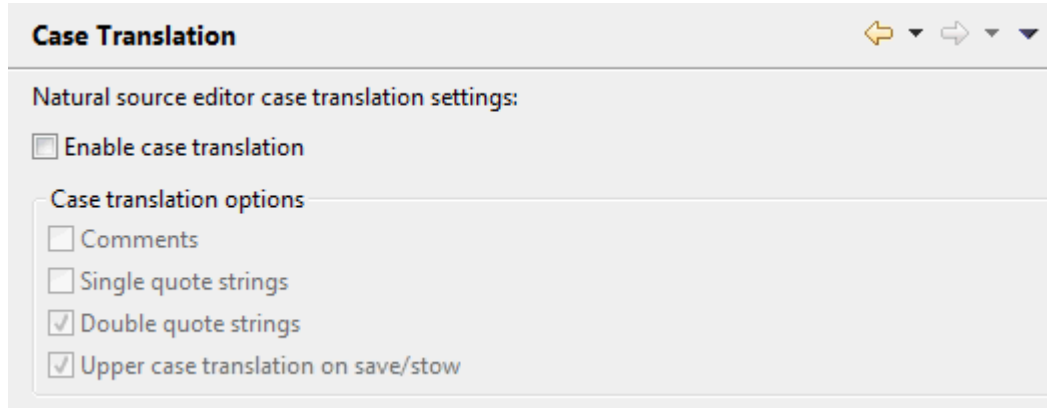 Case Translation
Natural source editor case translation settings:
Enable case translation
Case translation options
Comments
Single quote strings
Double quote strings
Upper case translation on save/stow